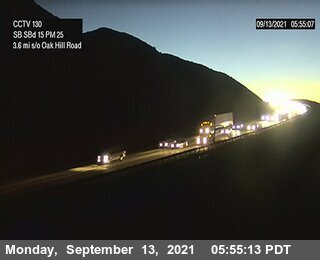 CCTV 130
SB SBd 15 PM 25
3.6 mi s/o Oak Hill Road
09/13/2021 05:55:07
Monday, September 13, 2021 05:55:13 PDT